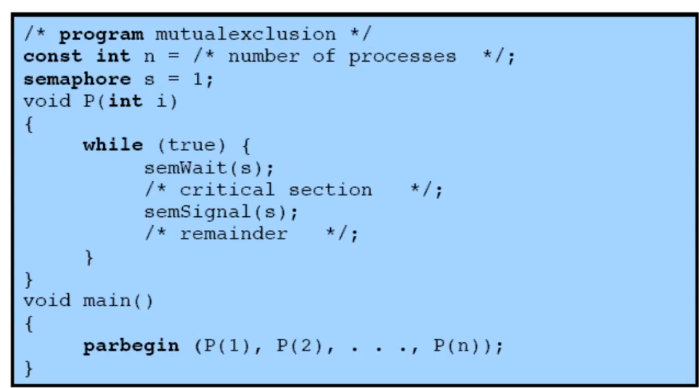 /* program mutualexclusion */
const int n = /* number of processes */;
semaphore s = 1;
void P(int i)
{
while (true) {
semWait(s);
/* critical section */;
semSignal(s);
/* remainder */;
}
}
void main()
{
parbegin (P(1), P(2), . . ., P(n));
}